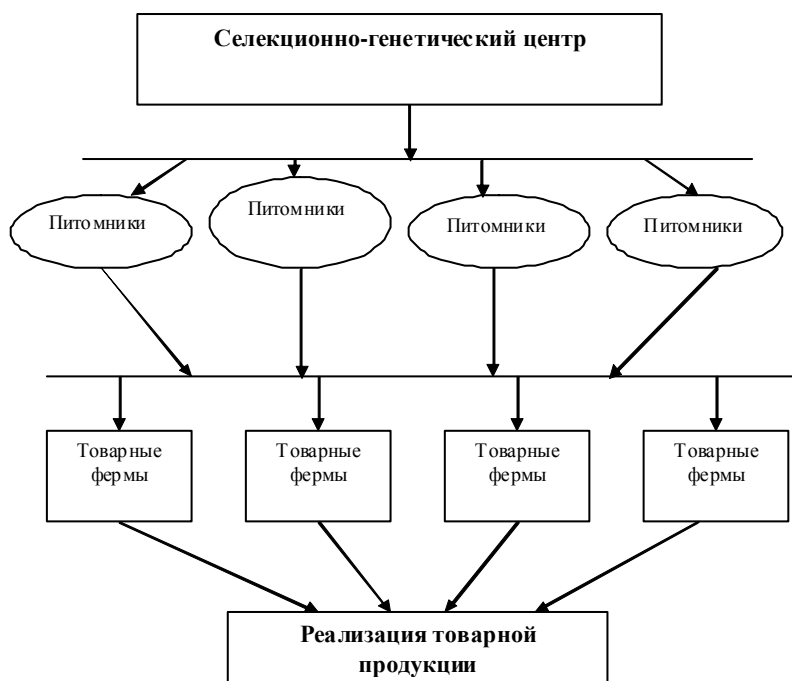 Селекционно-генетический центр
Питомники
Питомники
Питомники
Питомники
Товарные
фермы
Товарные
фермы
Товарные
фермы
Товарные
фермы
Реализация товарной
продукции